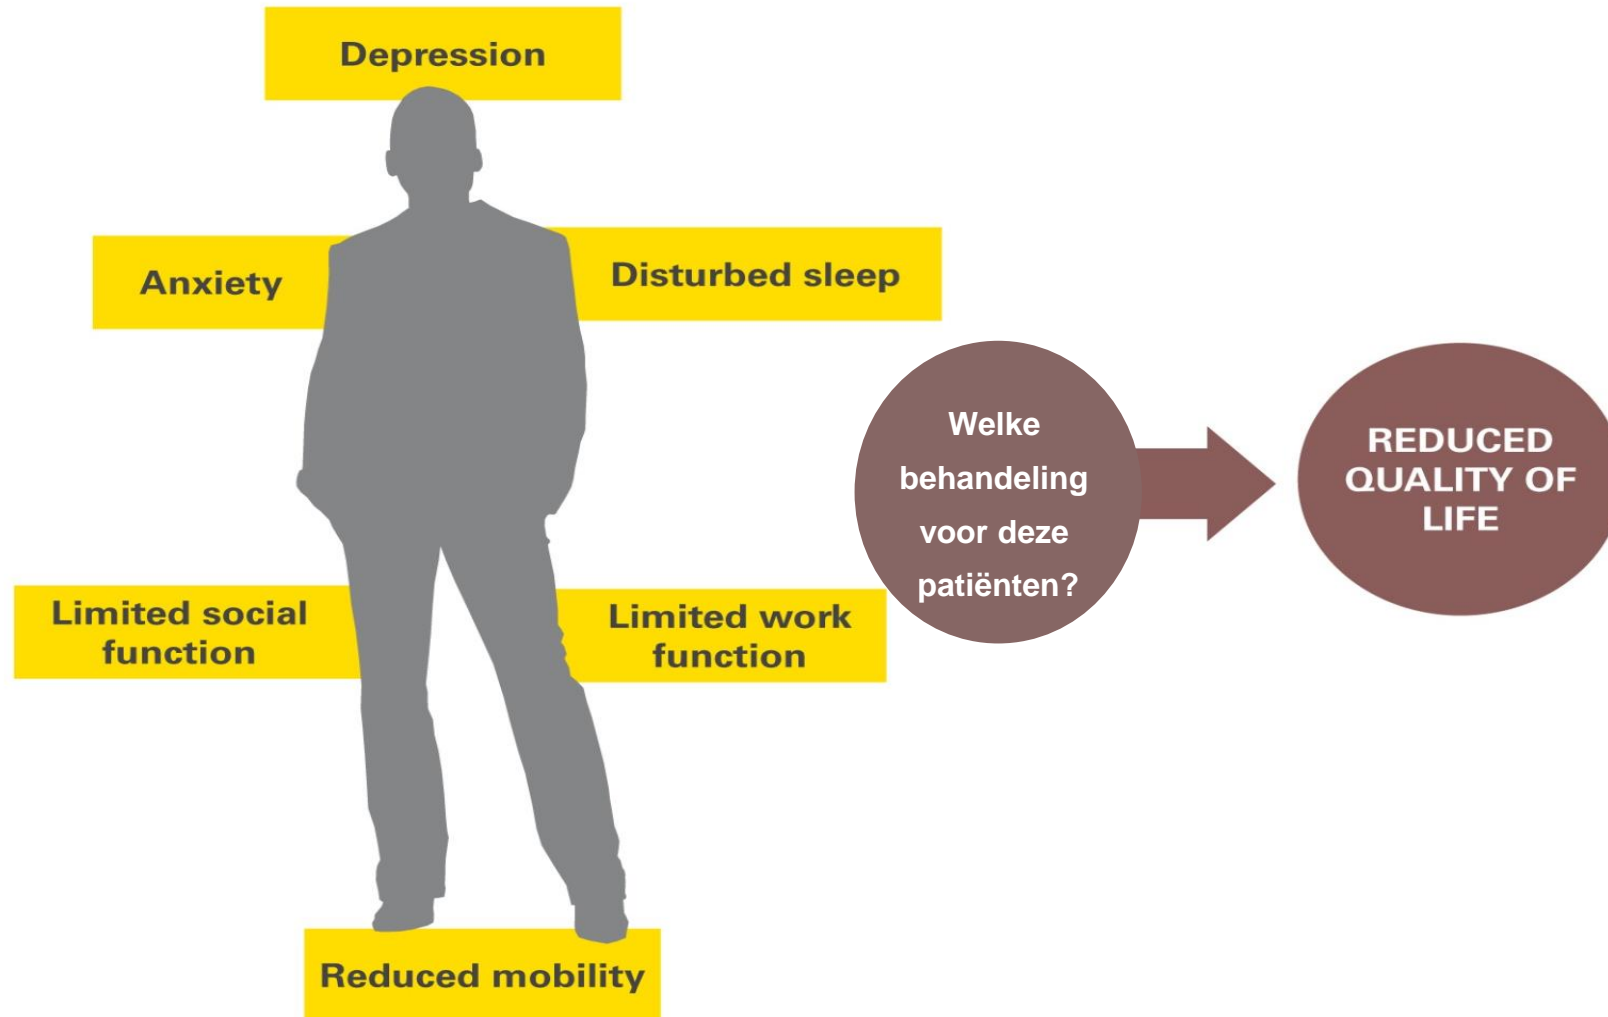 Depression
Anxiety
Disturbed sleep
Limited social
function
Limited work
function
Reduced mobility
Welke
behandeling
voor deze
patiënten?
REDUCED
QUALITY OF
LIFE